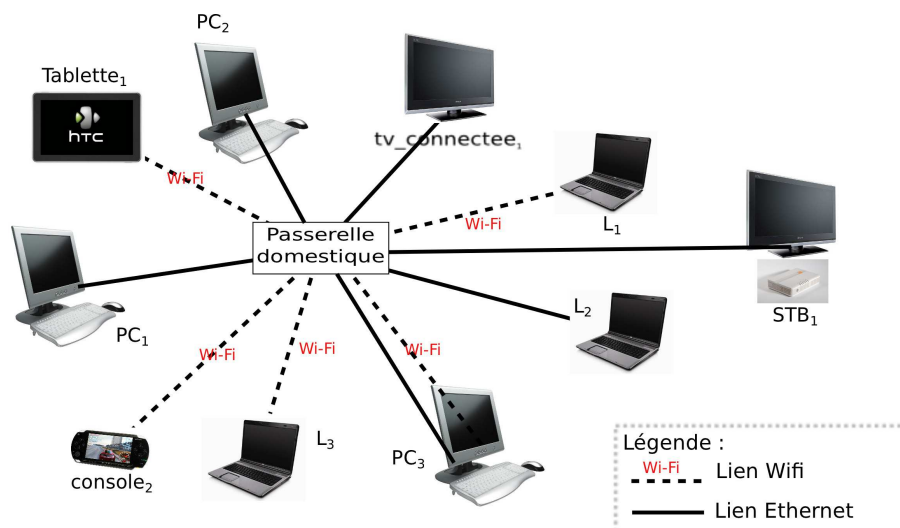 PC₂
Tablette₁
hтc
tv_connectee₁
Wi-Fi
Wi-Fi
L₁
Passerelle
domestique
L₂
STB₁
PC₁
Wi-Fi
Wi-Fi
Wi-Fi
L₃
PC₃
console₂
Légende :
Wi-Fi
Lien Wifi
Lien Ethernet